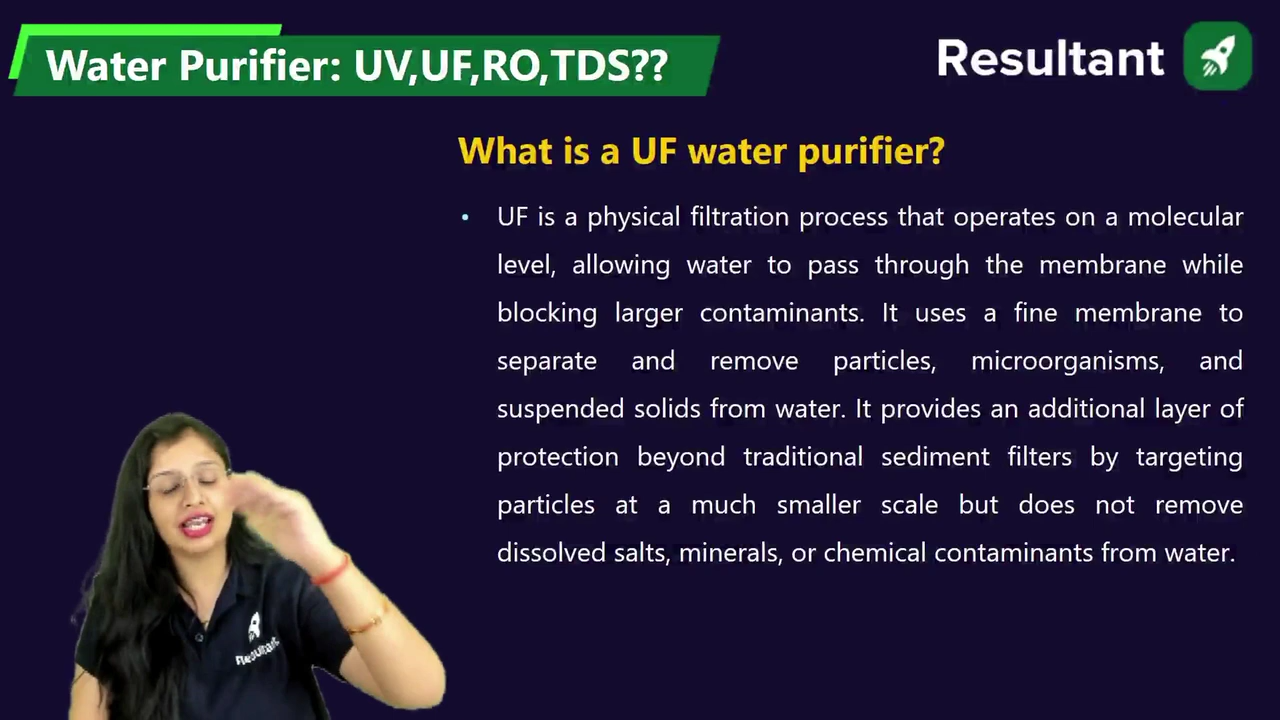 Water Purifier: UV,UF,RO,TDS??
Resultant
What is a UF water purifier?
• UF is a physical filtration process that operates on a molecular
level, allowing water to pass through the membrane while
blocking larger contaminants. It uses a fine membrane to
separate and remove particles, microorganisms, and
suspended solids from water. It provides an additional layer of
protection beyond traditional sediment filters by targeting
particles at a much smaller scale but does not remove
dissolved salts, minerals, or chemical contaminants from water.
Resultant